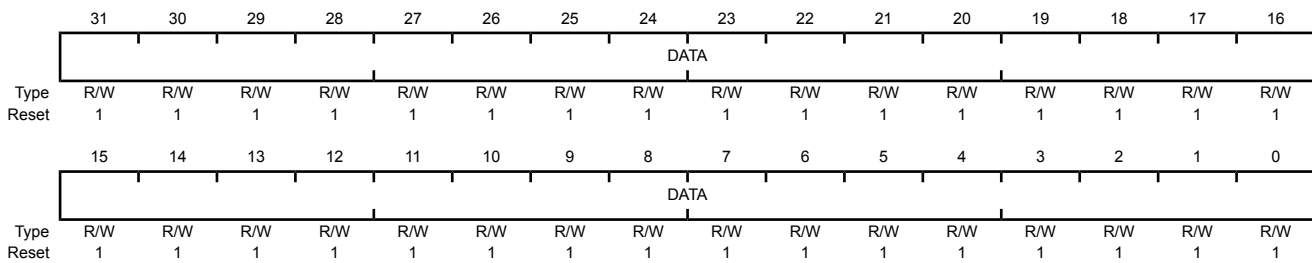 31 30 29 28 27 26 25 24 23 22 21 20 19 18 17 16
DATA
Type R/W R/W R/W R/W R/W R/W R/W R/W R/W R/W R/W R/W R/W R/W R/W R/W
Reset 1 1 1 1 1 1 1 1 1 1 1 1 1 1 1 1
15 14 13 12 11 10 9 8 7 6 5 4 3 2 1 0
DATA
Type R/W R/W R/W R/W R/W R/W R/W R/W R/W R/W R/W R/W R/W R/W R/W R/W
Reset 1 1 1 1 1 1 1 1 1 1 1 1 1 1 1 1